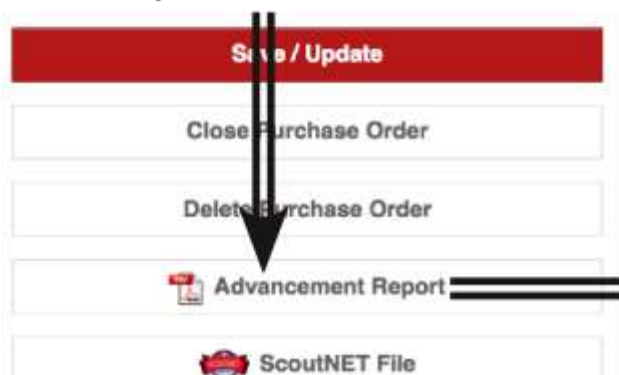 Save / Update
Close Purchase Order
Delete Purchase Order
Advancement Report
ScoutNET File